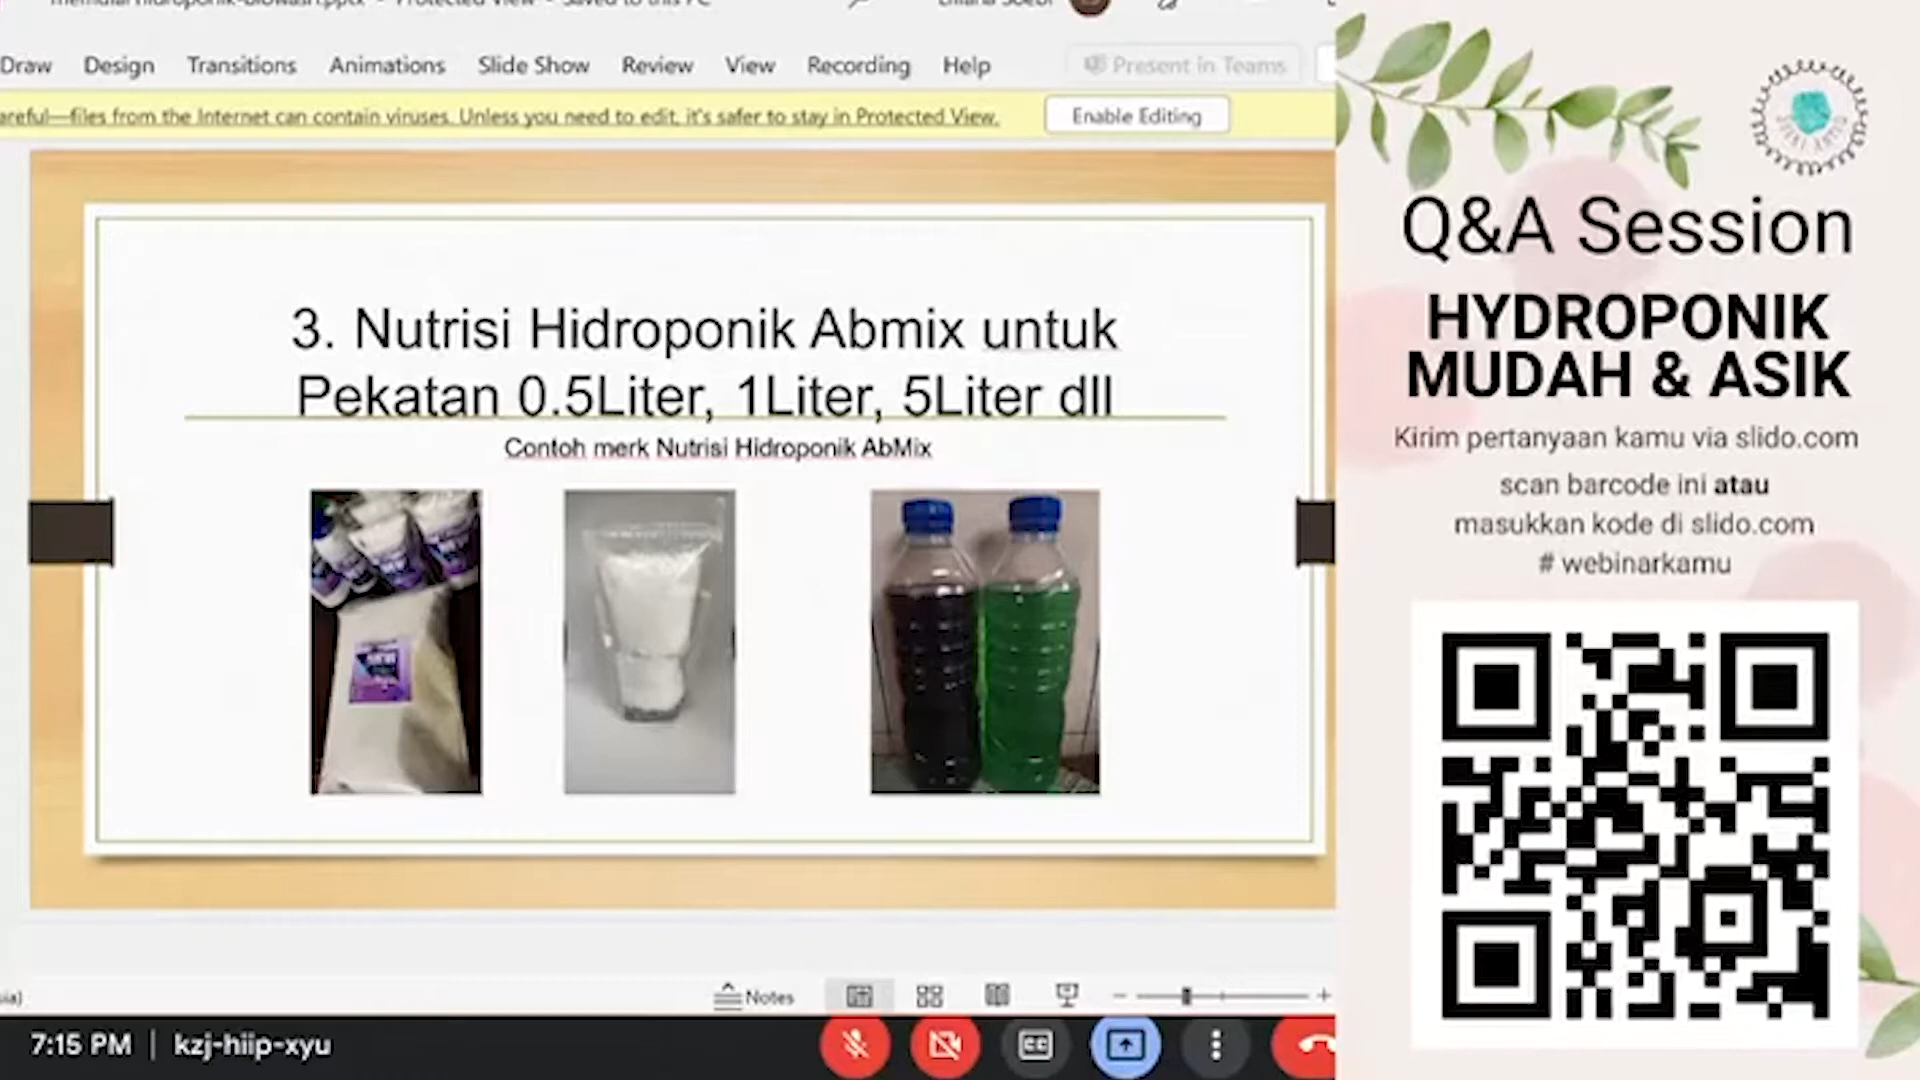 Draw Design Transitions Animations Slide Show Review View Recording Help Present in Teams
files from the Internet can contain viruses. Unless you need to edit, it's safer to stay in Protected View. Enable Editing
3. Nutrisi Hidroponik Abmix untuk
Pekatan 0.5Liter, 1Liter, 5Liter dll
Contoh merk Nutrisi Hidroponik AbMix
Notes
7:15 PM | kzj-hiip-xyu
Q&A Session
HYDROPONIK
MUDAH & ASIK
Kirim pertanyaan kamu via slido.com
scan barcode ini atau
masukkan kode di slido.com
# webinarkamu